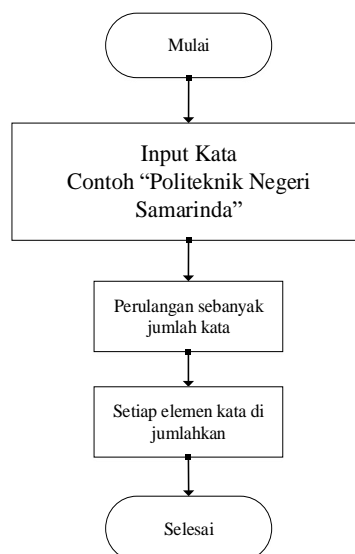 Mulai
Input Kata
Contoh “Politeknik Negeri
Samarinda”
Perulangan sebanyak
jumlah kata
Setiap elemen kata di
jumlahkan
Selesai